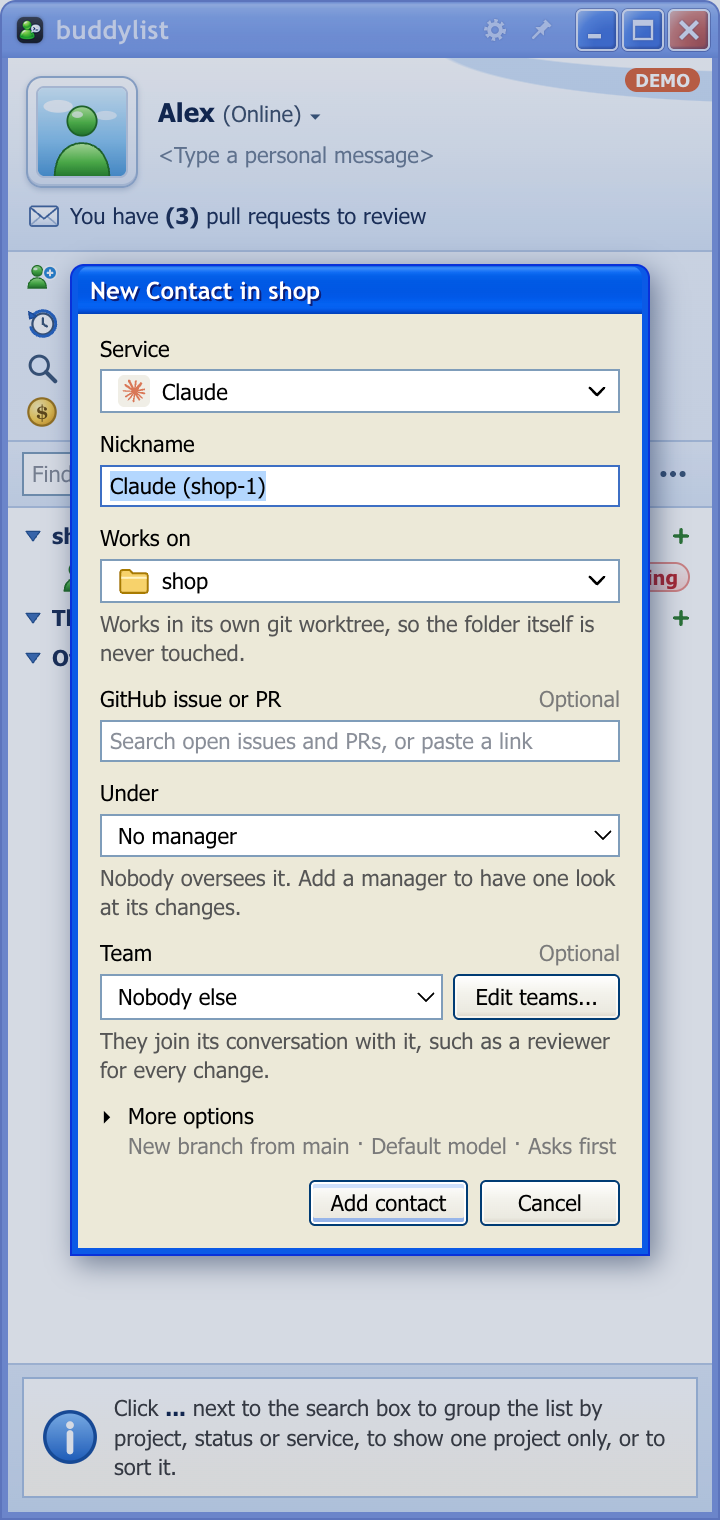 buddylist
DEMO
Alex (Online)
<Type a personal message>
You have (3) pull requests to review
New Contact in shop
Service
Claude
Nickname
Find
Claude (shop-1)
Works on
shop
Works in its own git worktree, so the folder itself is
never touched.
GitHub issue or PR Optional
Search open issues and PRs, or paste a link
Under
No manager
Nobody oversees it. Add a manager to have one look
at its changes.
Team Optional
Nobody else
Edit teams...
They join its conversation with it, such as a reviewer
for every change.
More options
New branch from main · Default model · Asks first
Add contact
Cancel
Click ... next to the search box to group the list by
project, status or service, to show one project only, or to
sort it.